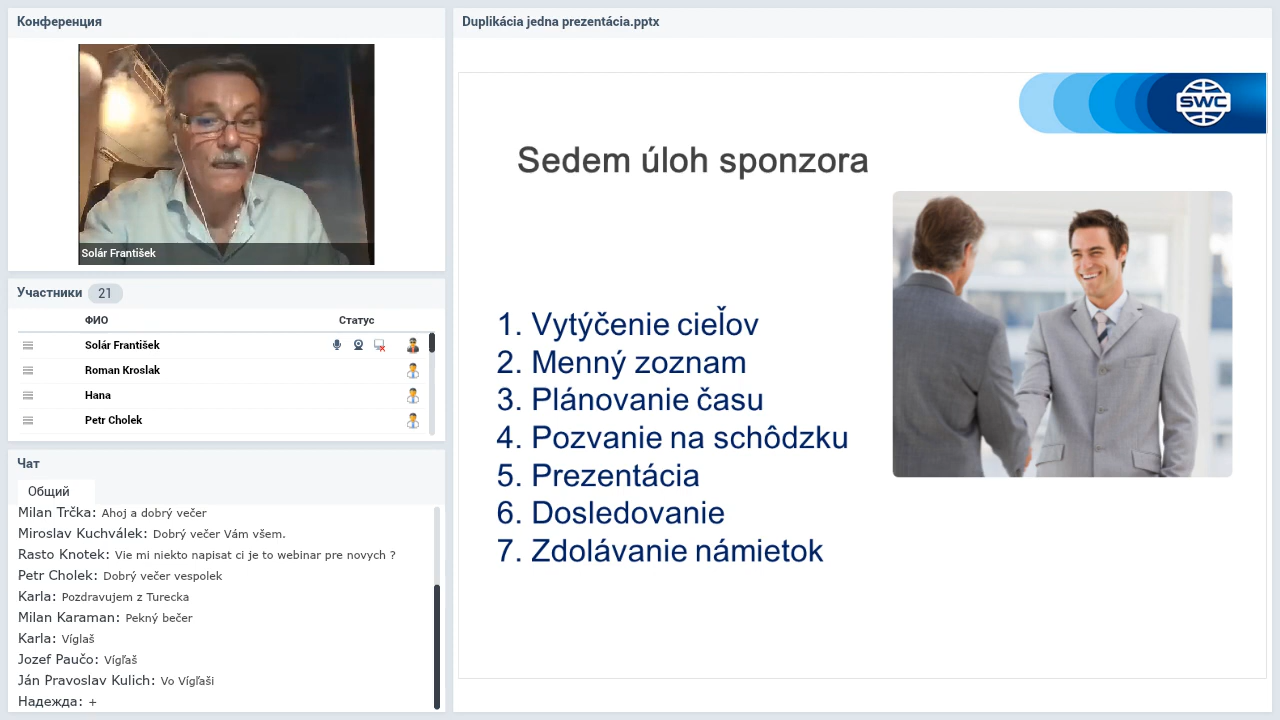 Конференция
Solár František
Участники 21
ФИО Статус
Solár František
Roman Kroslak
Hana
Petr Cholek
Чат
Общий
Milan Trčka: Ahoj a dobrý večer
Miroslav Kuchválek: Dobrý večer Vám všem.
Rasto Knotek: Vie mi niekto napisat ci je to webinar pre novych ?
Petr Cholek: Dobrý večer vespolek
Karla: Pozdravujem z Turecka
Milan Karaman: Pekný bečer
Karla: Víglaš
Jozef Paučo: Vígľaš
Ján Pravoslav Kulich: Vo Vígľaši
Надежда: +
Duplikácia jedna prezentácia.pptx
SWC
Sedem úloh sponzora
1. Vytýčenie cieľov
2. Menný zoznam
3. Plánovanie času
4. Pozvanie na schôdzku
5. Prezentácia
6. Dosledovanie
7. Zdolávanie námietok